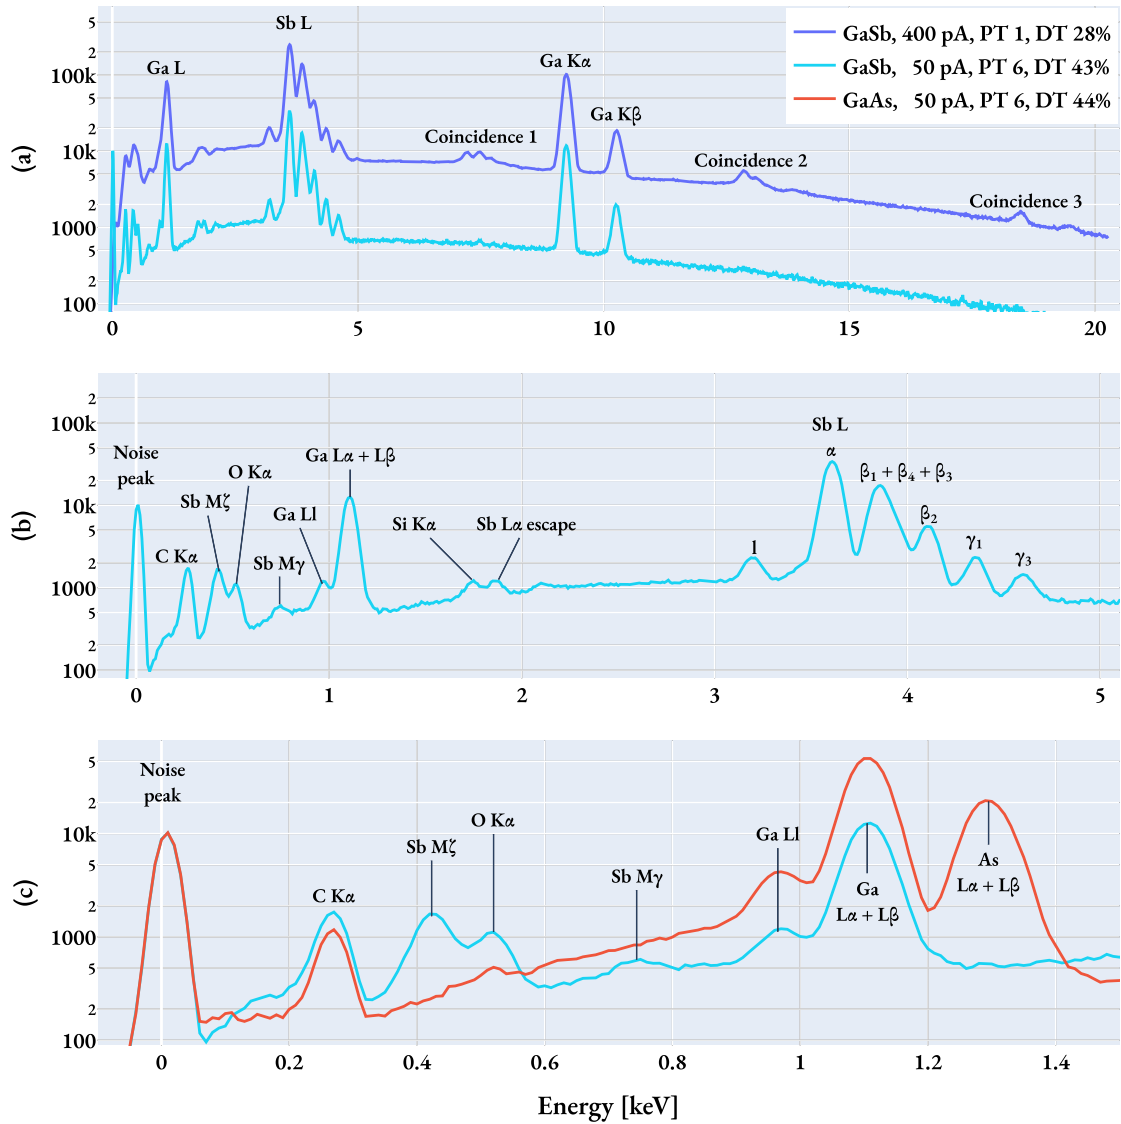 GaSb, 400 pA, PT 1, DT 28%
GaSb, 50 pA, PT 6, DT 43%
GaAs, 50 pA, PT 6, DT 44%
(a)
5
2
100k
5
2
10k
5
2
1000
5
2
100
Ga L
Sb L
Coincidence 1
Ga Kα
Ga Kβ
Coincidence 2
Coincidence 3
0 5 10 15 20
(b)
2
100k
5
2
10k
5
2
1000
5
2
100
Noise
peak
C Kα
Sb Mζ
O Kα
Sb Mγ
Ga Ll
Ga Lα + Lβ
Si Kα
Sb Lα escape
l
Sb L
α
β₁ + β₄ + β₃
β₂
γ₁
γ₃
0 1 2 3 4 5
(c)
5
2
10k
5
2
1000
5
2
100
Noise
peak
C Kα
Sb Mζ
O Kα
Sb Mγ
Ga Ll
Ga
Lα + Lβ
As
Lα + Lβ
0 0.2 0.4 0.6 0.8 1 1.2 1.4
Energy [keV]